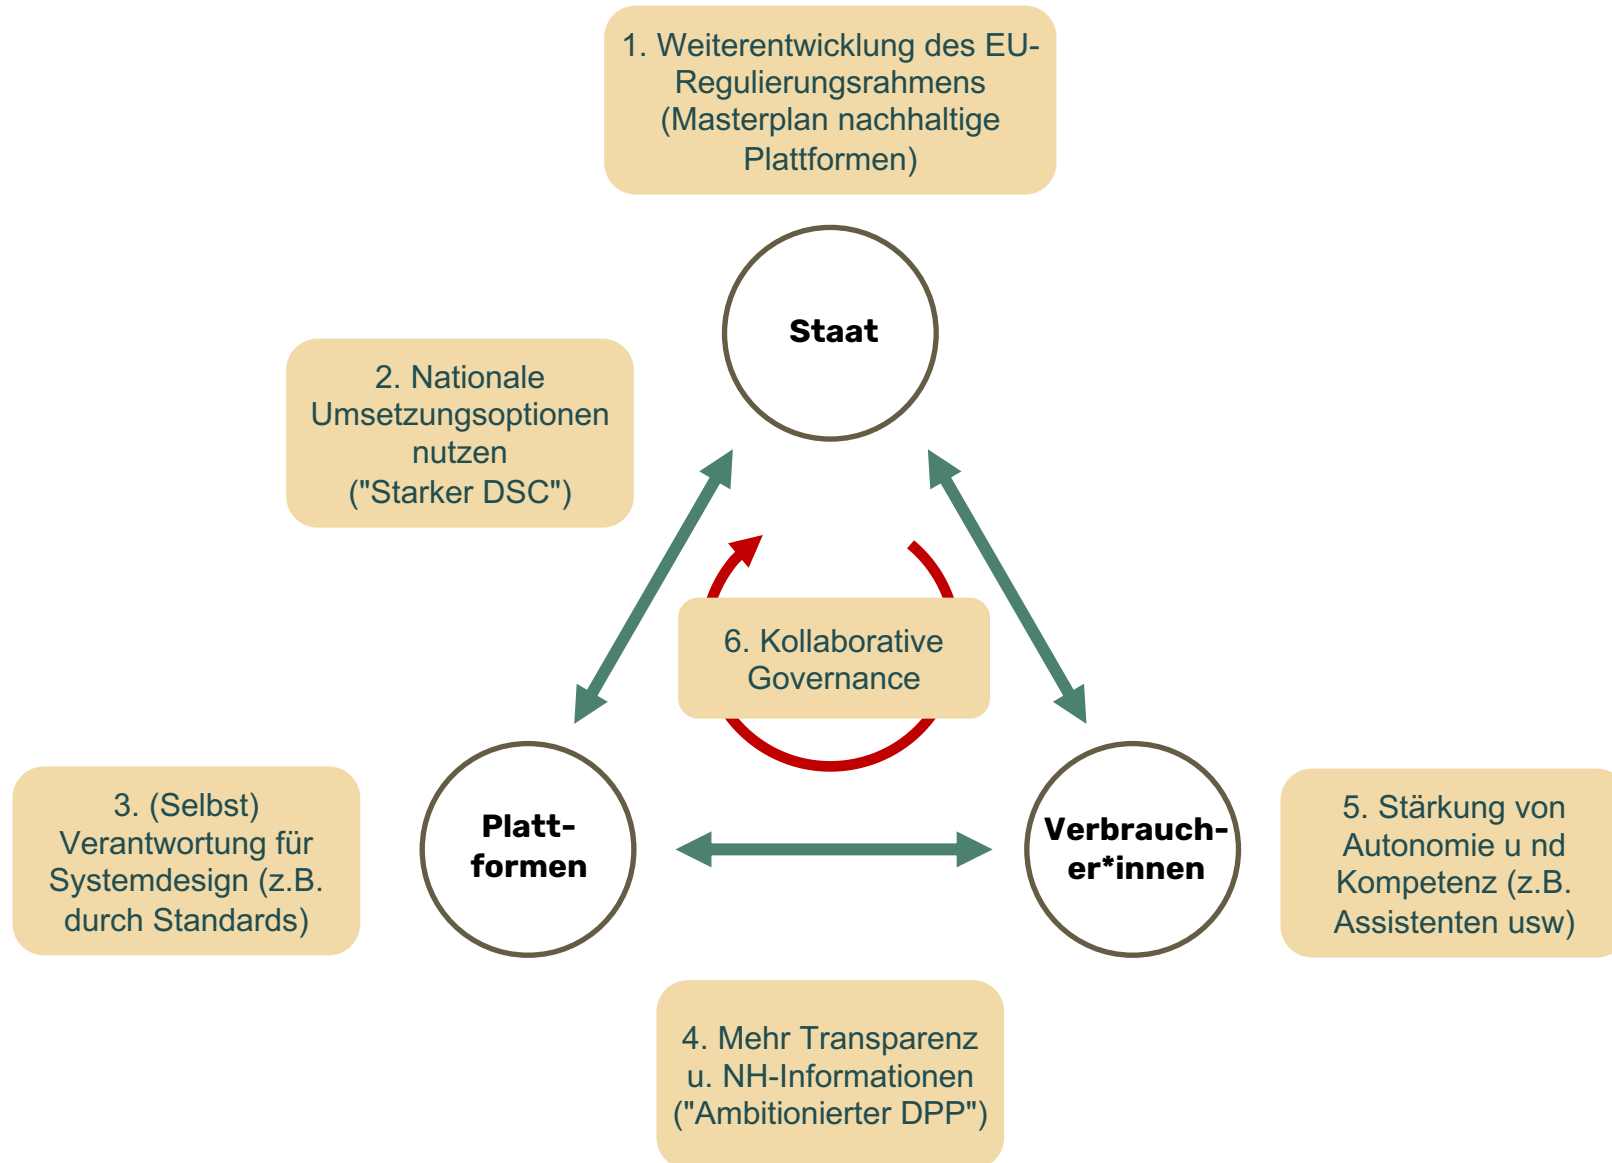 1. Weiterentwicklung des EU-
Regulierungsrahmens
(Masterplan nachhaltige
Plattformen)
Staat
2. Nationale
Umsetzungsoptionen
nutzen
("Starker DSC")
6. Kollaborative
Governance
3. (Selbst)
Verantwortung für
Systemdesign (z.B.
durch Standards)
Platt-
formen
Verbrauch-
er*innen
5. Stärkung von
Autonomie u nd
Kompetenz (z.B.
Assistenten usw)
4. Mehr Transparenz
u. NH-Informationen
("Ambitionierter DPP")